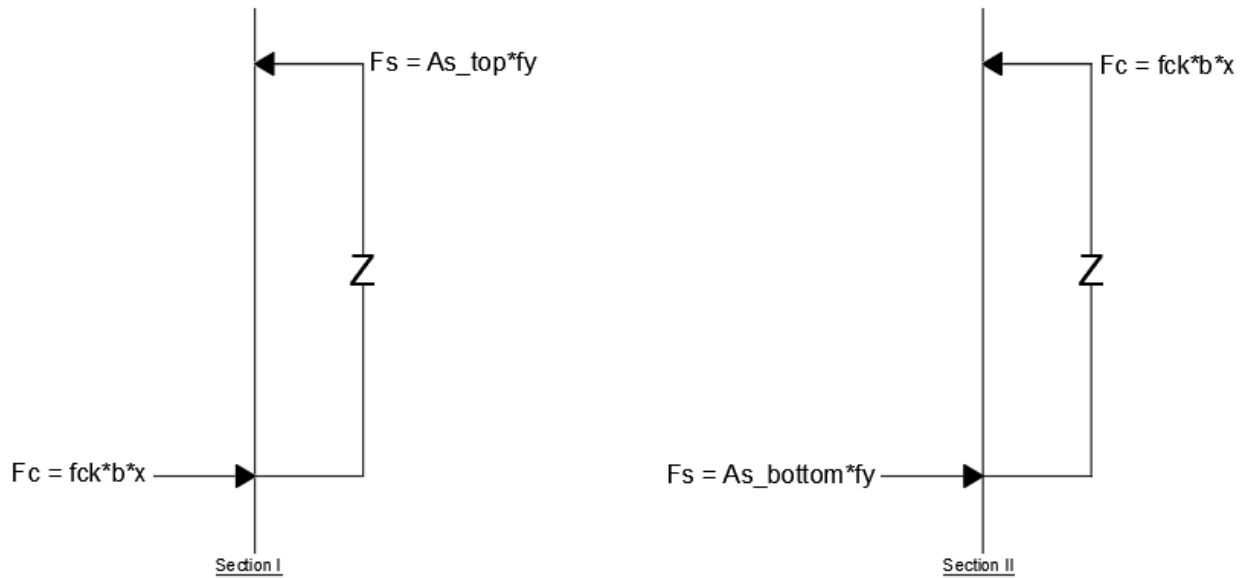 Fs = As_top*fy
Fc = fck*b*x
Z
Z
Fc = fck*b*x
Fs = As_bottom*fy
Section I
Section II